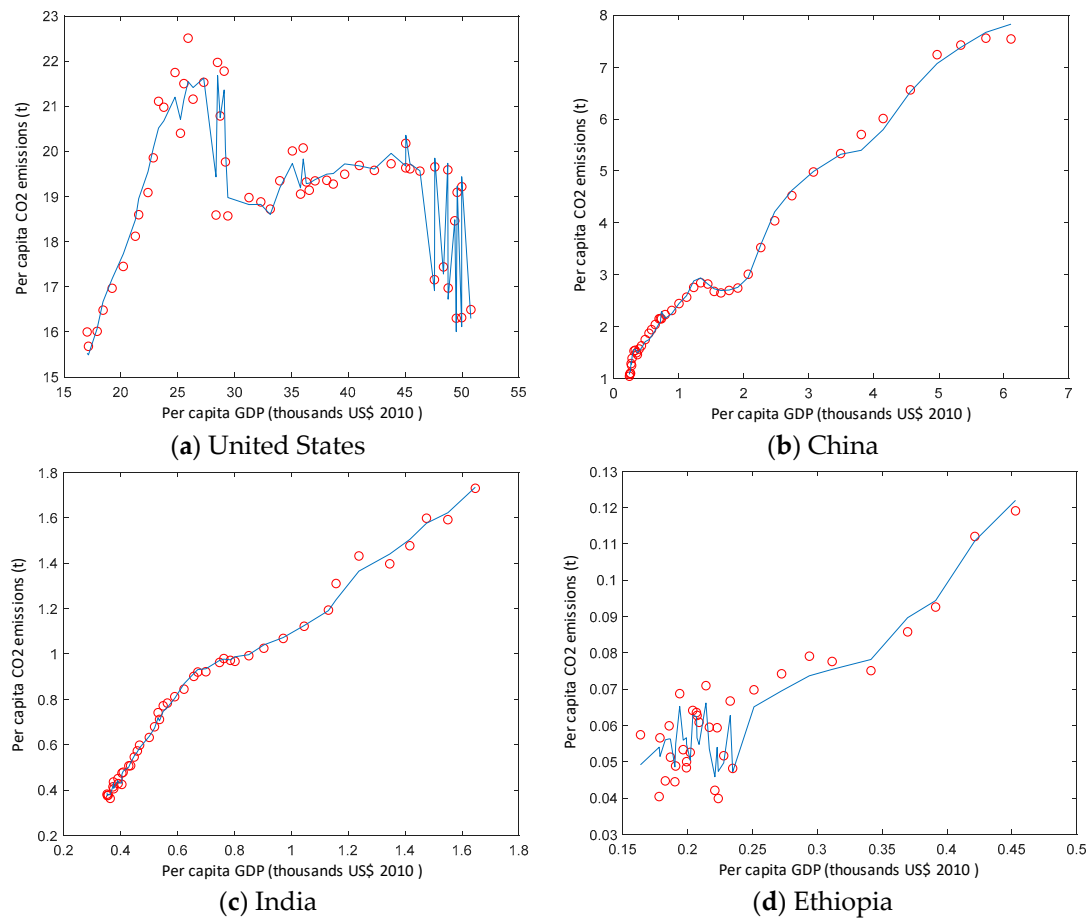 23
22
21
20
19
18
17
16
15
15 20 25 30 35 40 45 50 55
Per capita CO2 emissions (t)
Per capita GDP (thousands US$ 2010 )
(a) United States
8
7
6
5
4
3
2
1
0 1 2 3 4 5 6 7
Per capita CO2 emissions (t)
Per capita GDP (thousands US$ 2010 )
(b) China
1.8
1.6
1.4
1.2
1
0.8
0.6
0.4
0.2
0.2 0.4 0.6 0.8 1 1.2 1.4 1.6 1.8
Per capita CO2 emissions (t)
Per capita GDP (thousands US$ 2010 )
(c) India
0.13
0.12
0.11
0.1
0.09
0.08
0.07
0.06
0.05
0.04
0.03
0.15 0.2 0.25 0.3 0.35 0.4 0.45 0.5
Per capita CO2 emissions (t)
Per capita GDP (thousands US$ 2010 )
(d) Ethiopia